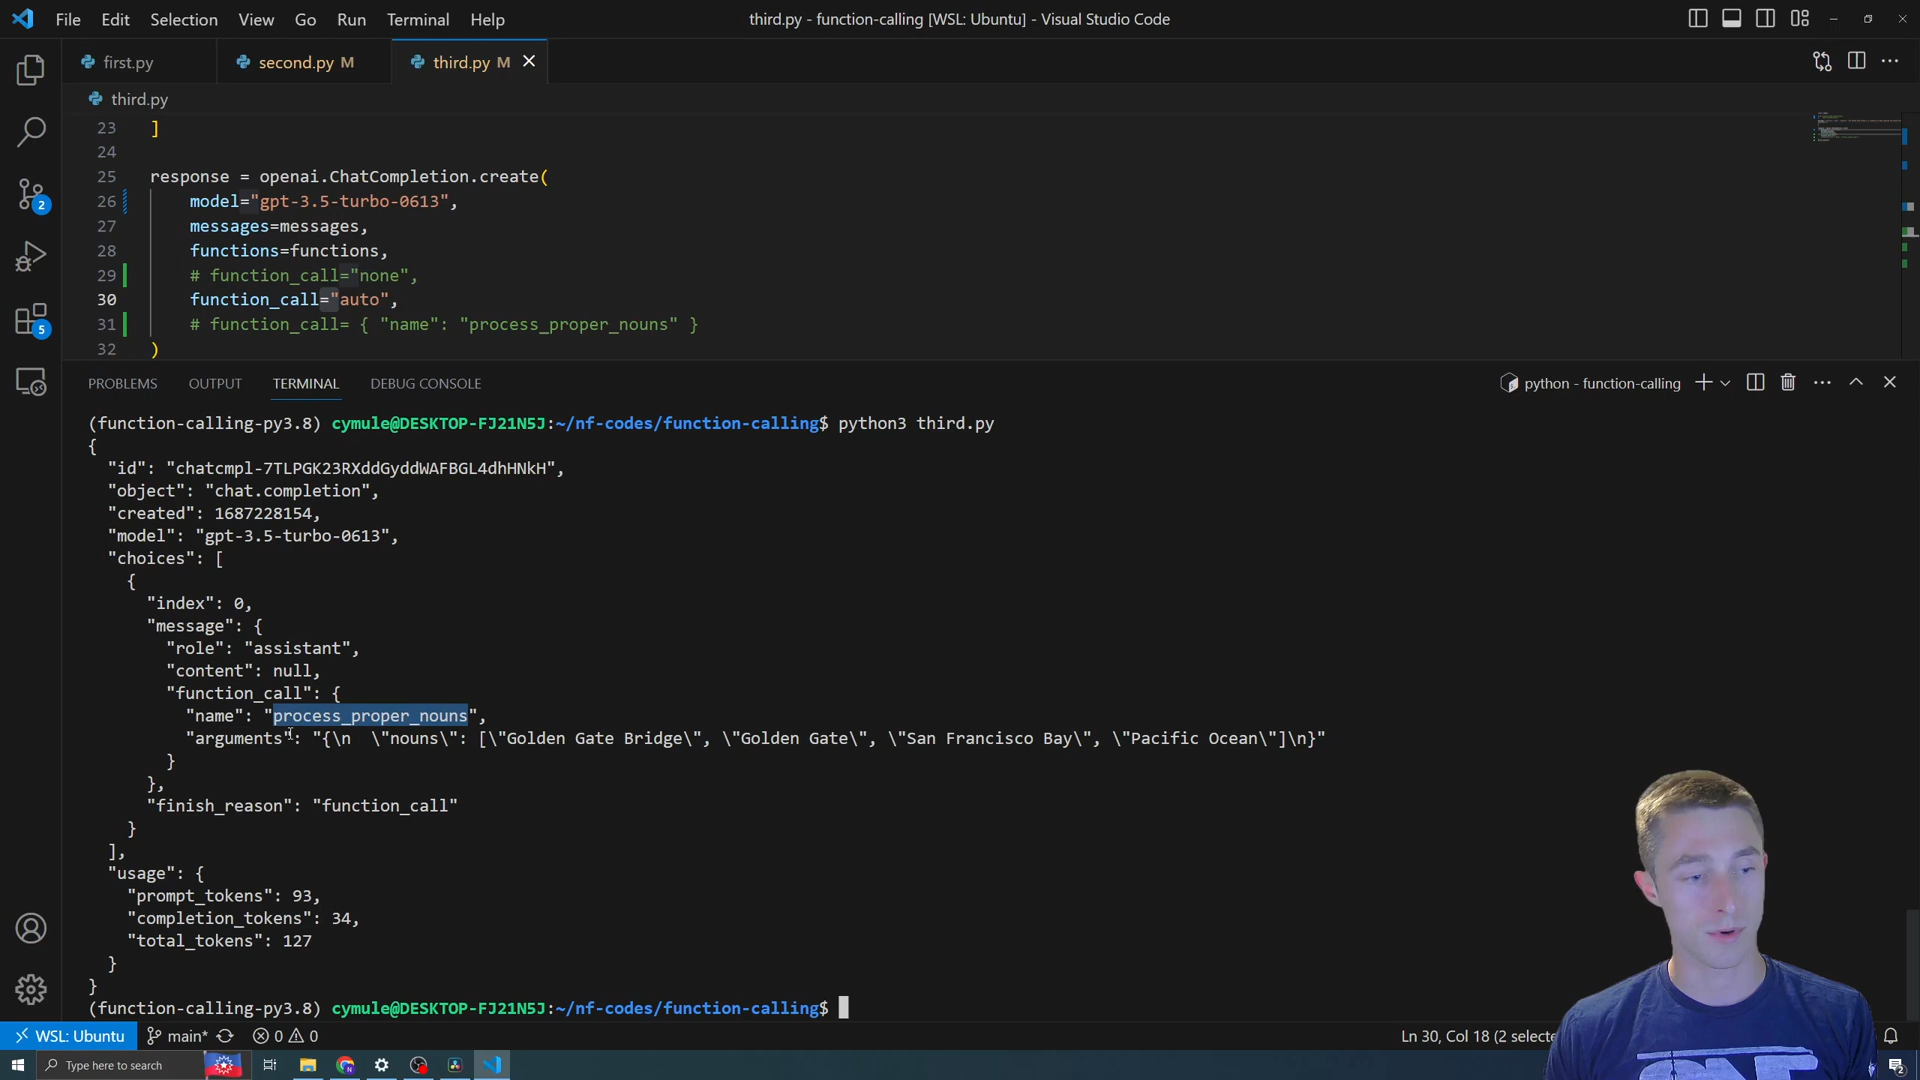 File Edit Selection View Go Run Terminal Help third.py - function-calling [WSL: Ubuntu] - Visual Studio Code
first.py second.py M third.py M
third.py
23 ]
24
25 response = openai.ChatCompletion.create(
26 model="gpt-3.5-turbo-0613",
27 messages=messages,
28 functions=functions,
29 # function_call="none",
30 function_call="auto",
31 # function_call= { "name": "process_proper_nouns" }
32 )
PROBLEMS OUTPUT TERMINAL DEBUG CONSOLE python - function-calling
(function-calling-py3.8) cymule@DESKTOP-FJ21N5J:~/nf-codes/function-calling$ python3 third.py
{
"id": "chatcmpl-7TLPGK23RXddGyddWAFBGL4dhHNkH",
"object": "chat.completion",
"created": 1687228154,
"model": "gpt-3.5-turbo-0613",
"choices": [
{
"index": 0,
"message": {
"role": "assistant",
"content": null,
"function_call": {
"name": "process_proper_nouns",
"arguments": "{\n  \"nouns\": [\"Golden Gate Bridge\", \"Golden Gate\", \"San Francisco Bay\", \"Pacific Ocean\"]\n}"
}
},
"finish_reason": "function_call"
}
],
"usage": {
"prompt_tokens": 93,
"completion_tokens": 34,
"total_tokens": 127
}
}
(function-calling-py3.8) cymule@DESKTOP-FJ21N5J:~/nf-codes/function-calling$
2
5
WSL: Ubuntu main* 0 0 Ln 30, Col 18 (2 selecte
Type here to search 2